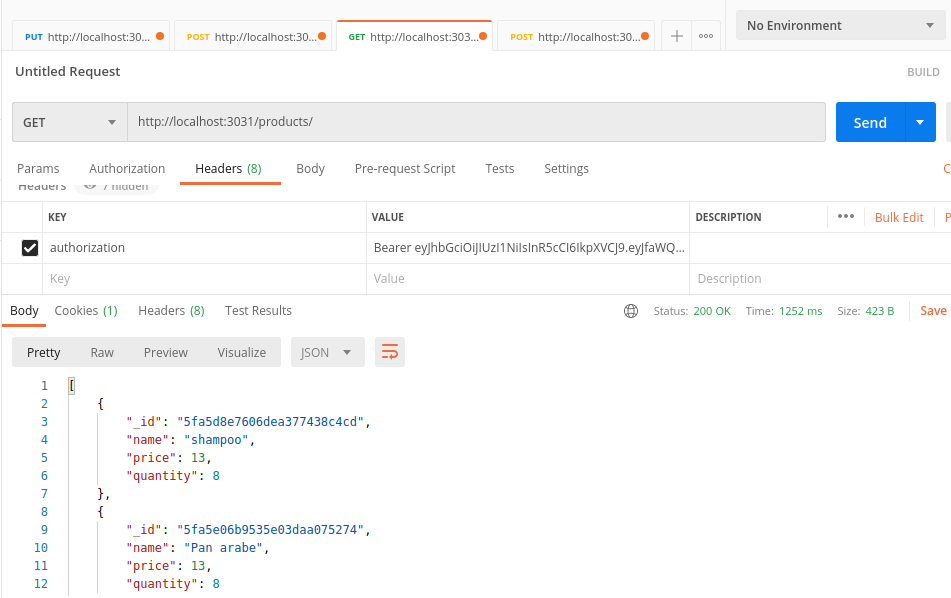 PUT http://localhost:30... POST http://localhost:30... GET http://localhost:303... POST http://localhost:30... No Environment
Untitled Request BUILD
GET http://localhost:3031/products/ Send
Params Authorization Headers (8) Body Pre-request Script Tests Settings C
Headers 7 hidden
KEY VALUE DESCRIPTION ••• Bulk Edit P
authorization Bearer eyJhbGciOiJIUzI1NiIsInR5cCI6IkpXVCJ9.eyJfaWQ...
Key Value Description
Body Cookies (1) Headers (8) Test Results Status: 200 OK Time: 1252 ms Size: 423 B Save
Pretty Raw Preview Visualize JSON
1 [
2 {
3 "_id": "5fa5d8e7606dea377438c4cd",
4 "name": "shampoo",
5 "price": 13,
6 "quantity": 8
7 },
8 {
9 "_id": "5fa5e06b9535e03daa075274",
10 "name": "Pan arabe",
11 "price": 13,
12 "quantity": 8